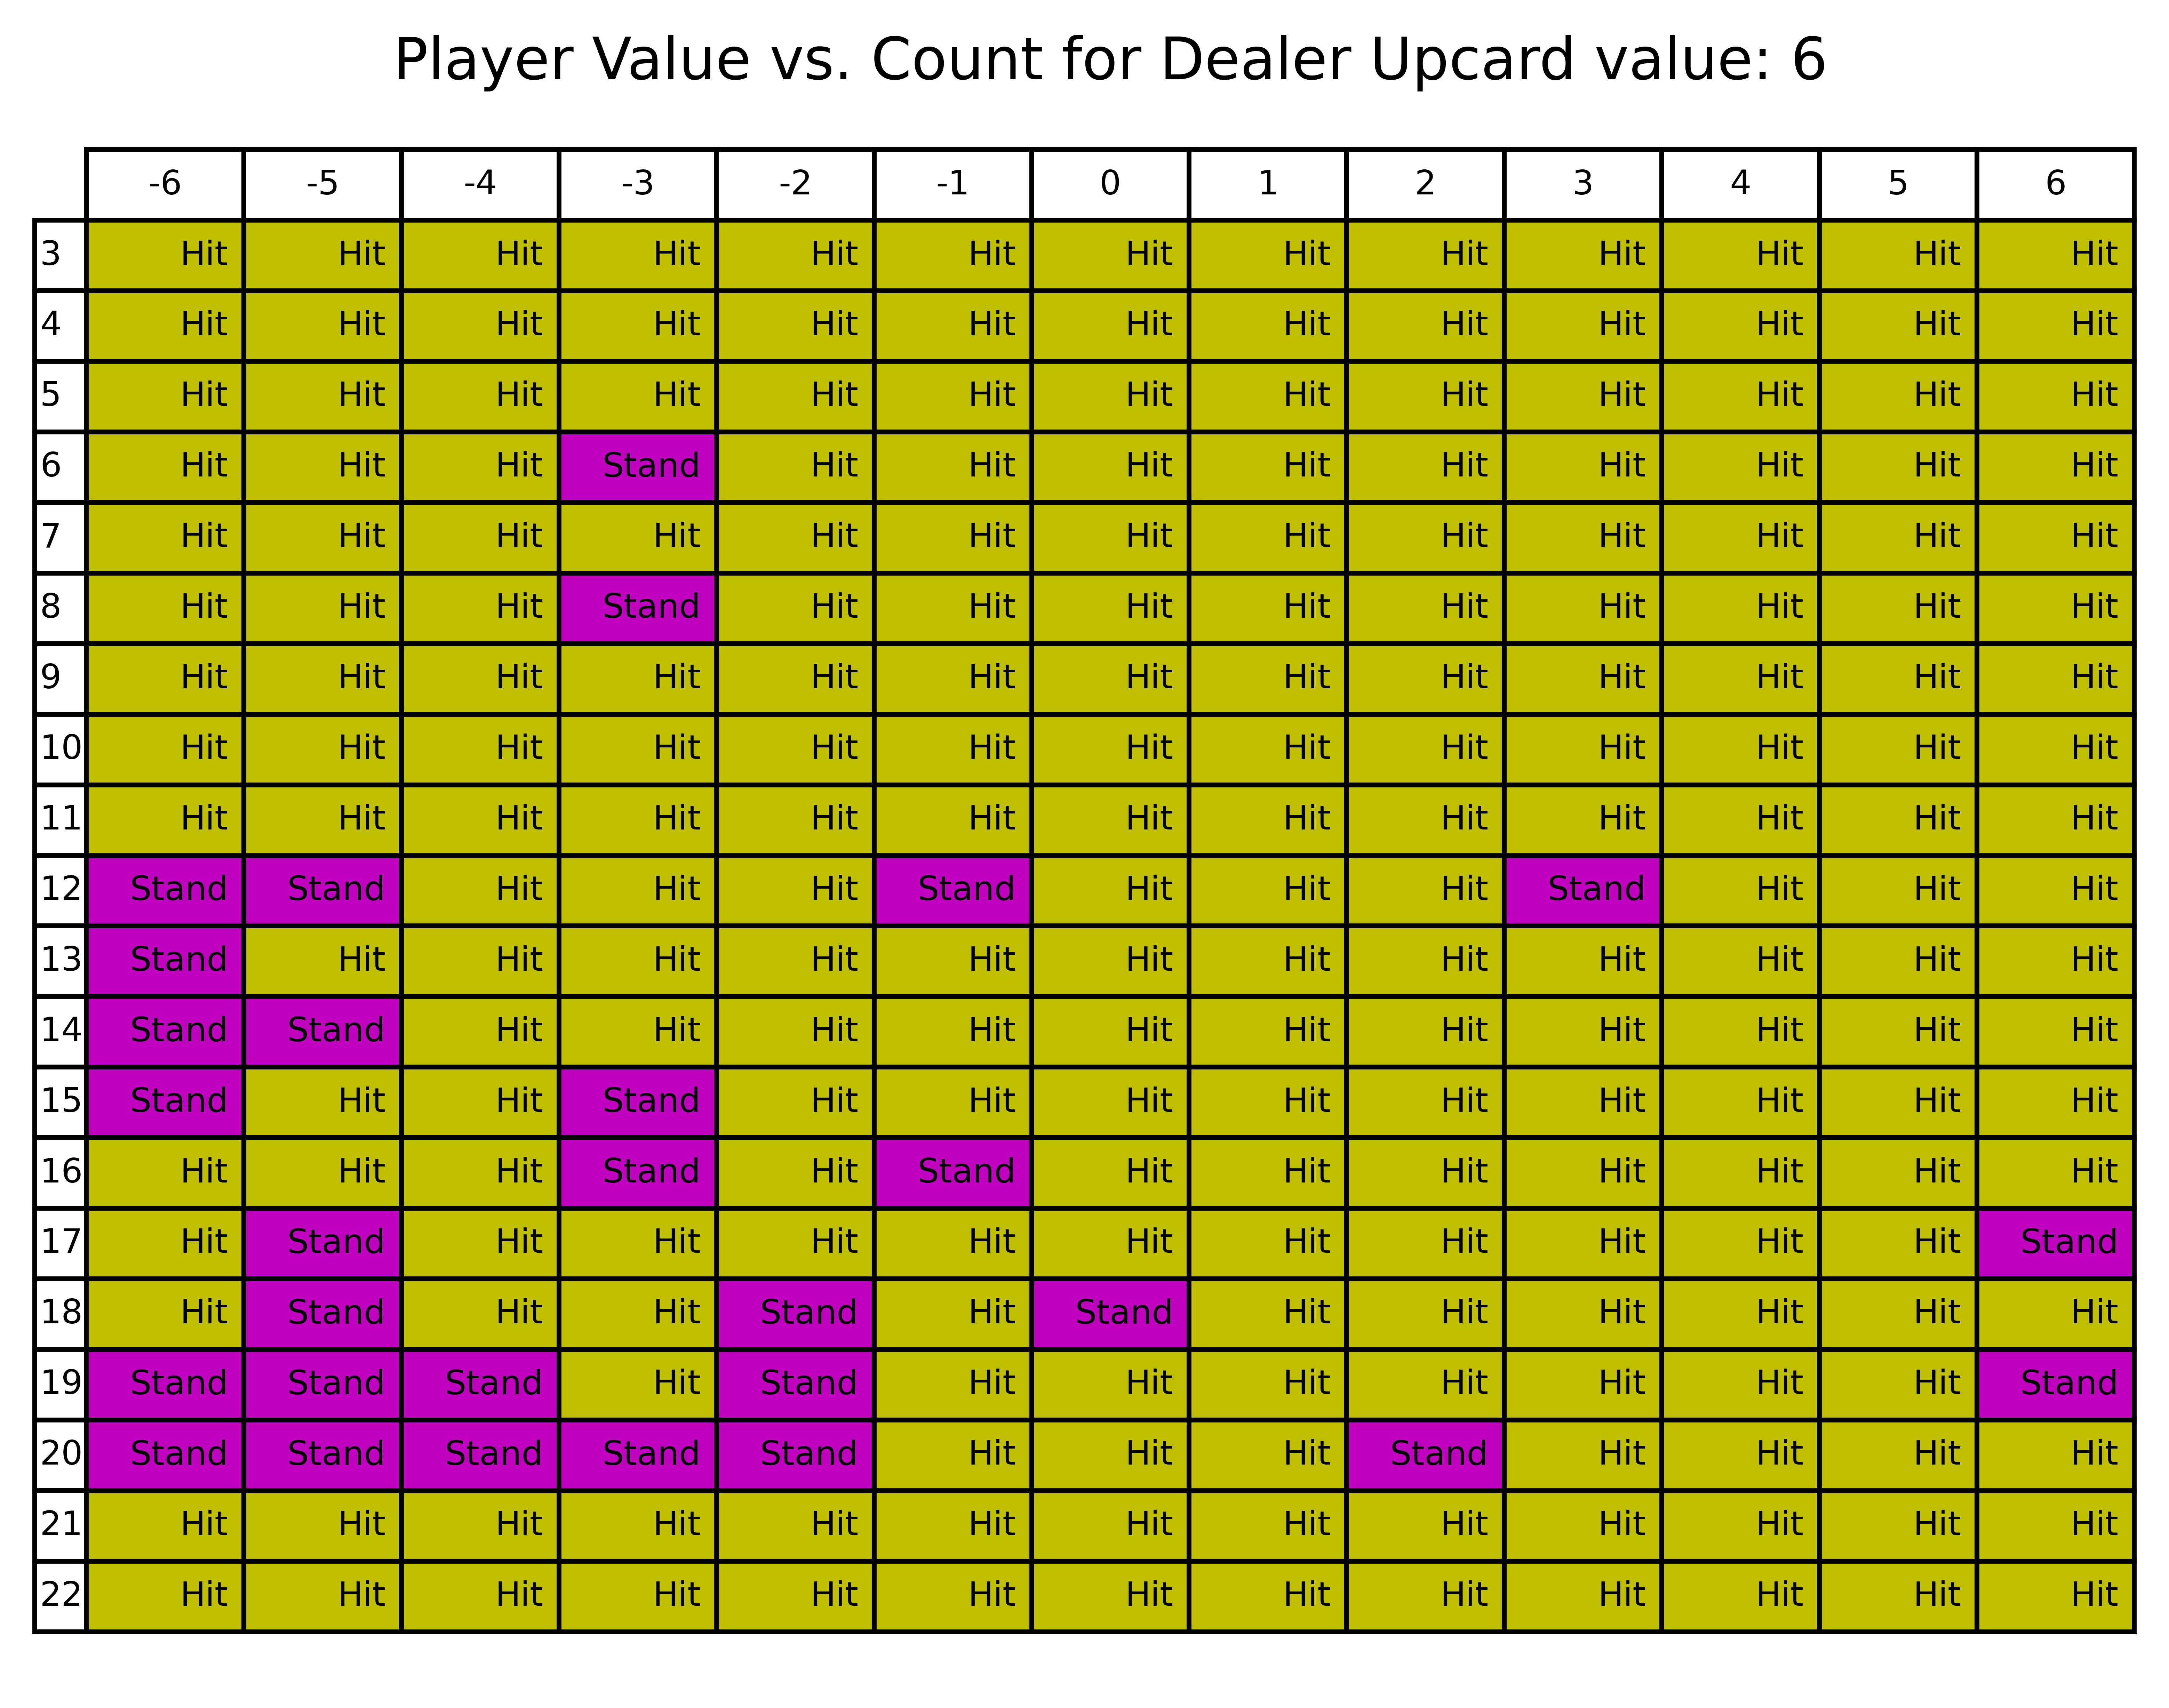 Player Value vs. Count for Dealer Upcard value: 6
-6 -5 -4 -3 -2 -1 0 1 2 3 4 5 6
3 Hit Hit Hit Hit Hit Hit Hit Hit Hit Hit Hit Hit Hit
4 Hit Hit Hit Hit Hit Hit Hit Hit Hit Hit Hit Hit Hit
5 Hit Hit Hit Hit Hit Hit Hit Hit Hit Hit Hit Hit Hit
6 Hit Hit Hit Stand Hit Hit Hit Hit Hit Hit Hit Hit Hit
7 Hit Hit Hit Hit Hit Hit Hit Hit Hit Hit Hit Hit Hit
8 Hit Hit Hit Stand Hit Hit Hit Hit Hit Hit Hit Hit Hit
9 Hit Hit Hit Hit Hit Hit Hit Hit Hit Hit Hit Hit Hit
10 Hit Hit Hit Hit Hit Hit Hit Hit Hit Hit Hit Hit Hit
11 Hit Hit Hit Hit Hit Hit Hit Hit Hit Hit Hit Hit Hit
12 Stand Stand Hit Hit Hit Stand Hit Hit Hit Stand Hit Hit Hit
13 Stand Hit Hit Hit Hit Hit Hit Hit Hit Hit Hit Hit Hit
14 Stand Stand Hit Hit Hit Hit Hit Hit Hit Hit Hit Hit Hit
15 Stand Hit Hit Stand Hit Hit Hit Hit Hit Hit Hit Hit Hit
16 Hit Hit Hit Stand Hit Stand Hit Hit Hit Hit Hit Hit Hit
17 Hit Stand Hit Hit Hit Hit Hit Hit Hit Hit Hit Hit Stand
18 Hit Stand Hit Hit Stand Hit Stand Hit Hit Hit Hit Hit Hit
19 Stand Stand Stand Hit Stand Hit Hit Hit Hit Hit Hit Hit Stand
20 Stand Stand Stand Stand Stand Hit Hit Hit Stand Hit Hit Hit Hit
21 Hit Hit Hit Hit Hit Hit Hit Hit Hit Hit Hit Hit Hit
22 Hit Hit Hit Hit Hit Hit Hit Hit Hit Hit Hit Hit Hit